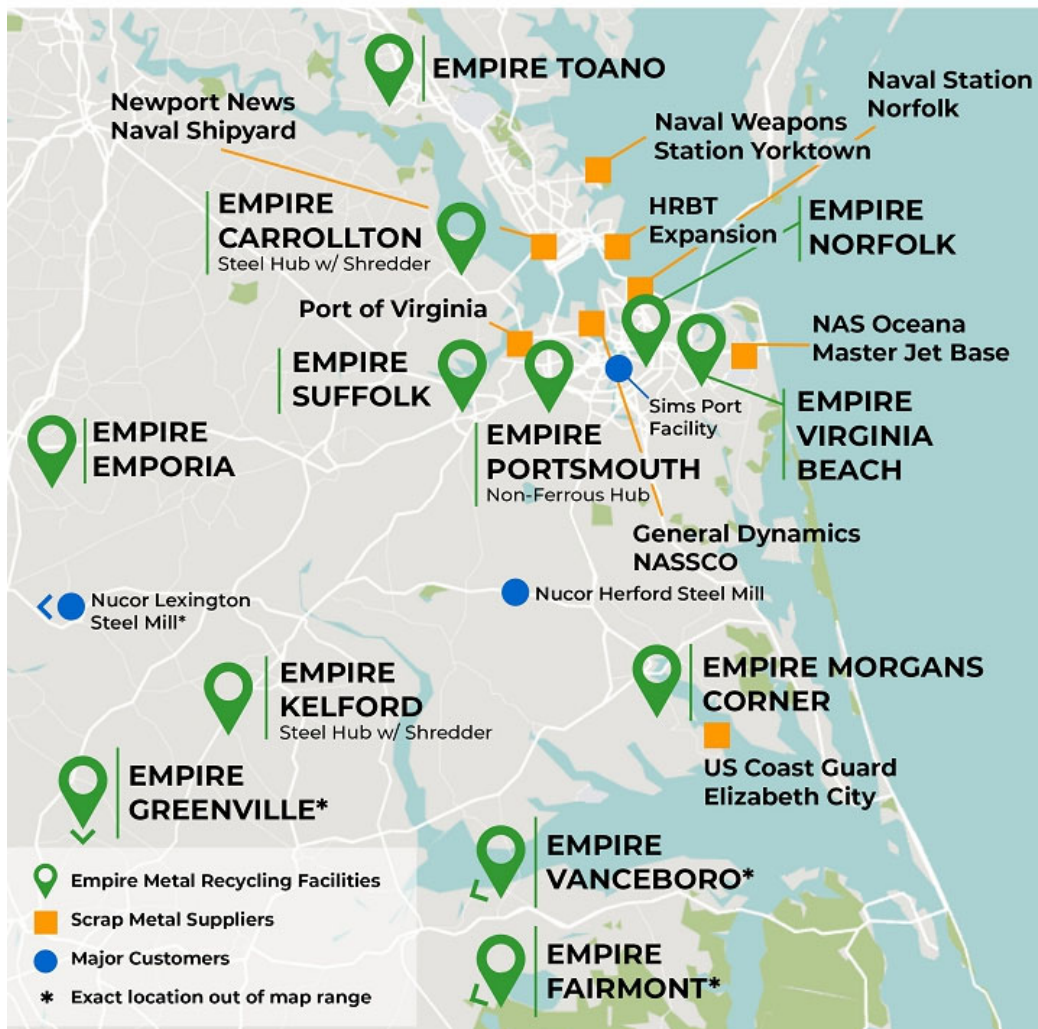 EMPIRE TOANO
Newport News
Naval Shipyard
Naval Station
Norfolk
Naval Weapons
Station Yorktown
EMPIRE
CARROLLTON
Steel Hub w/ Shredder
HRBT
Expansion
EMPIRE
NORFOLK
Port of Virginia
NAS Oceana
Master Jet Base
EMPIRE
SUFFOLK
Sims Port
Facility
EMPIRE
VIRGINIA
BEACH
EMPIRE
EMPORIA
EMPIRE
PORTSMOUTH
Non-Ferrous Hub
General Dynamics
NASSCO
Nucor Lexington
Steel Mill*
Nucor Herford Steel Mill
EMPIRE
KELFORD
Steel Hub w/ Shredder
EMPIRE MORGANS
CORNER
US Coast Guard
Elizabeth City
EMPIRE
GREENVILLE*
EMPIRE
VANCEBORO*
EMPIRE
FAIRMONT*
Empire Metal Recycling Facilities
Scrap Metal Suppliers
Major Customers
* Exact location out of map range